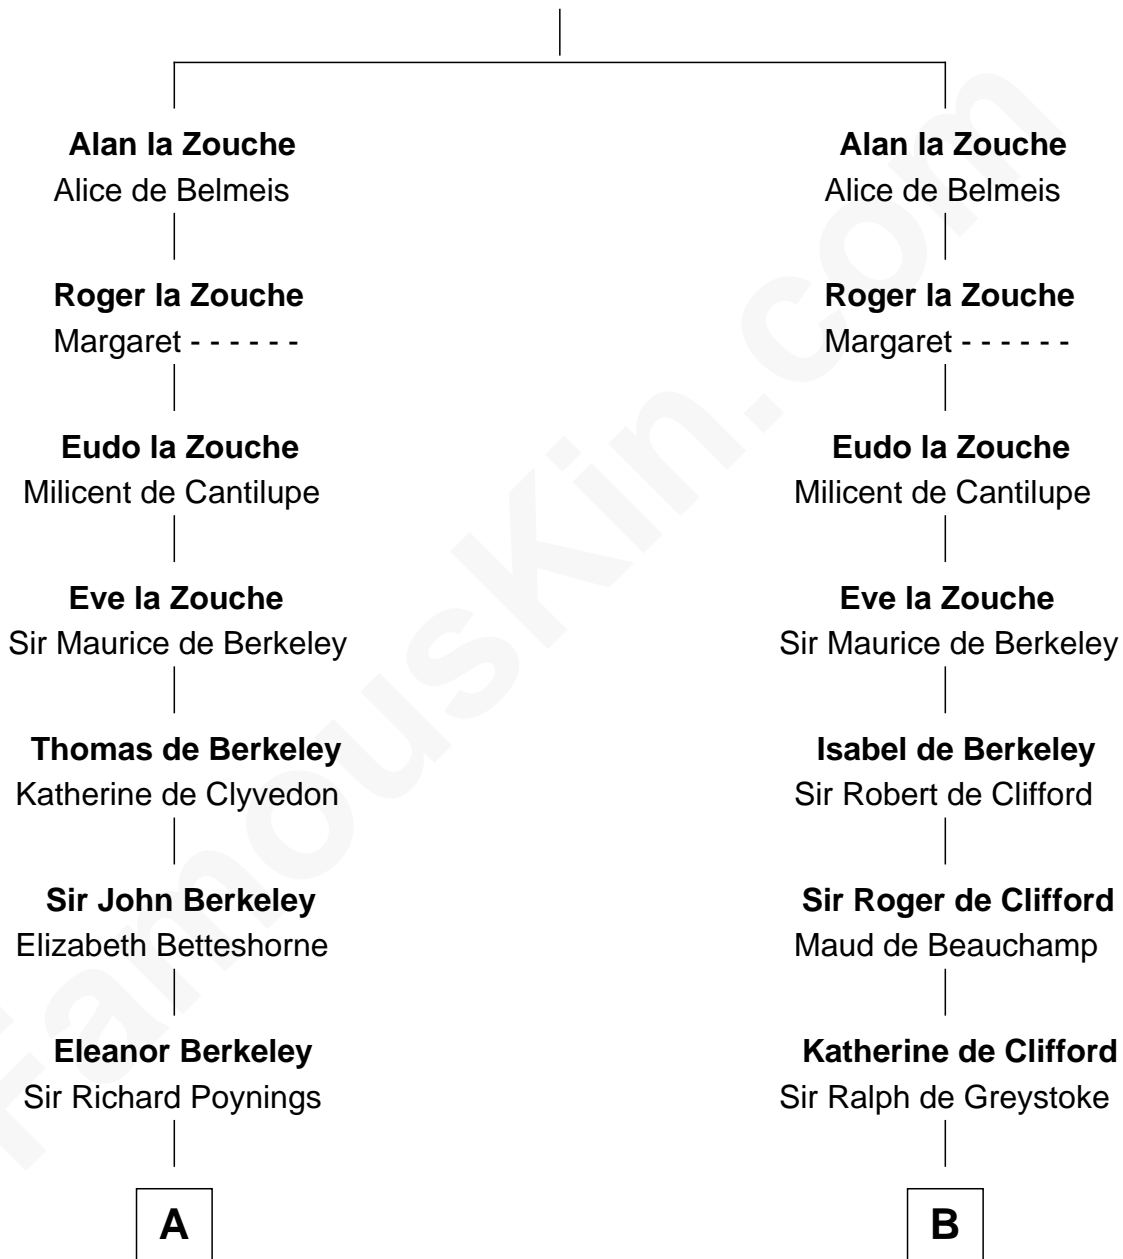 Alan la Zouche
Alice de Belmeis
Roger la Zouche
Margaret - - - - - -
Eudo la Zouche
Milicent de Cantilupe
Eve la Zouche
Sir Maurice de Berkeley
Thomas de Berkeley
Katherine de Clyvedon
Sir John Berkeley
Elizabeth Betteshorne
Eleanor Berkeley
Sir Richard Poynings
A
Alan la Zouche
Alice de Belmeis
Roger la Zouche
Margaret - - - - - -
Eudo la Zouche
Milicent de Cantilupe
Eve la Zouche
Sir Maurice de Berkeley
Isabel de Berkeley
Sir Robert de Clifford
Sir Roger de Clifford
Maud de Beauchamp
Katherine de Clifford
Sir Ralph de Greystoke
B
FamousKin.com